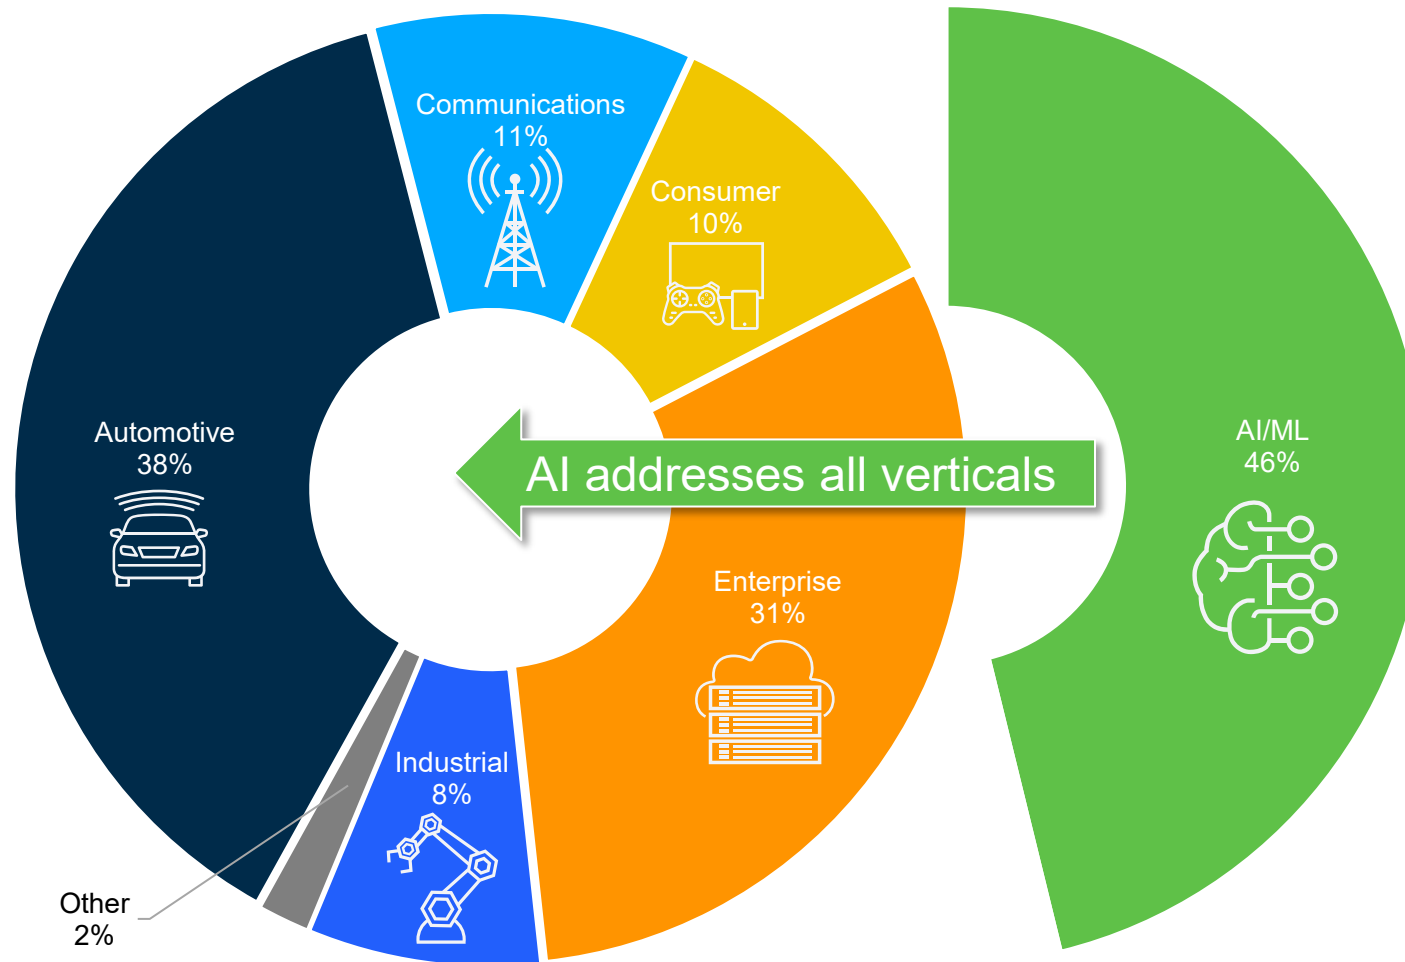 Communications
11%
Consumer
10%
Automotive
38%
AI addresses all verticals
AI/ML
46%
Enterprise
31%
Industrial
8%
Other
2%